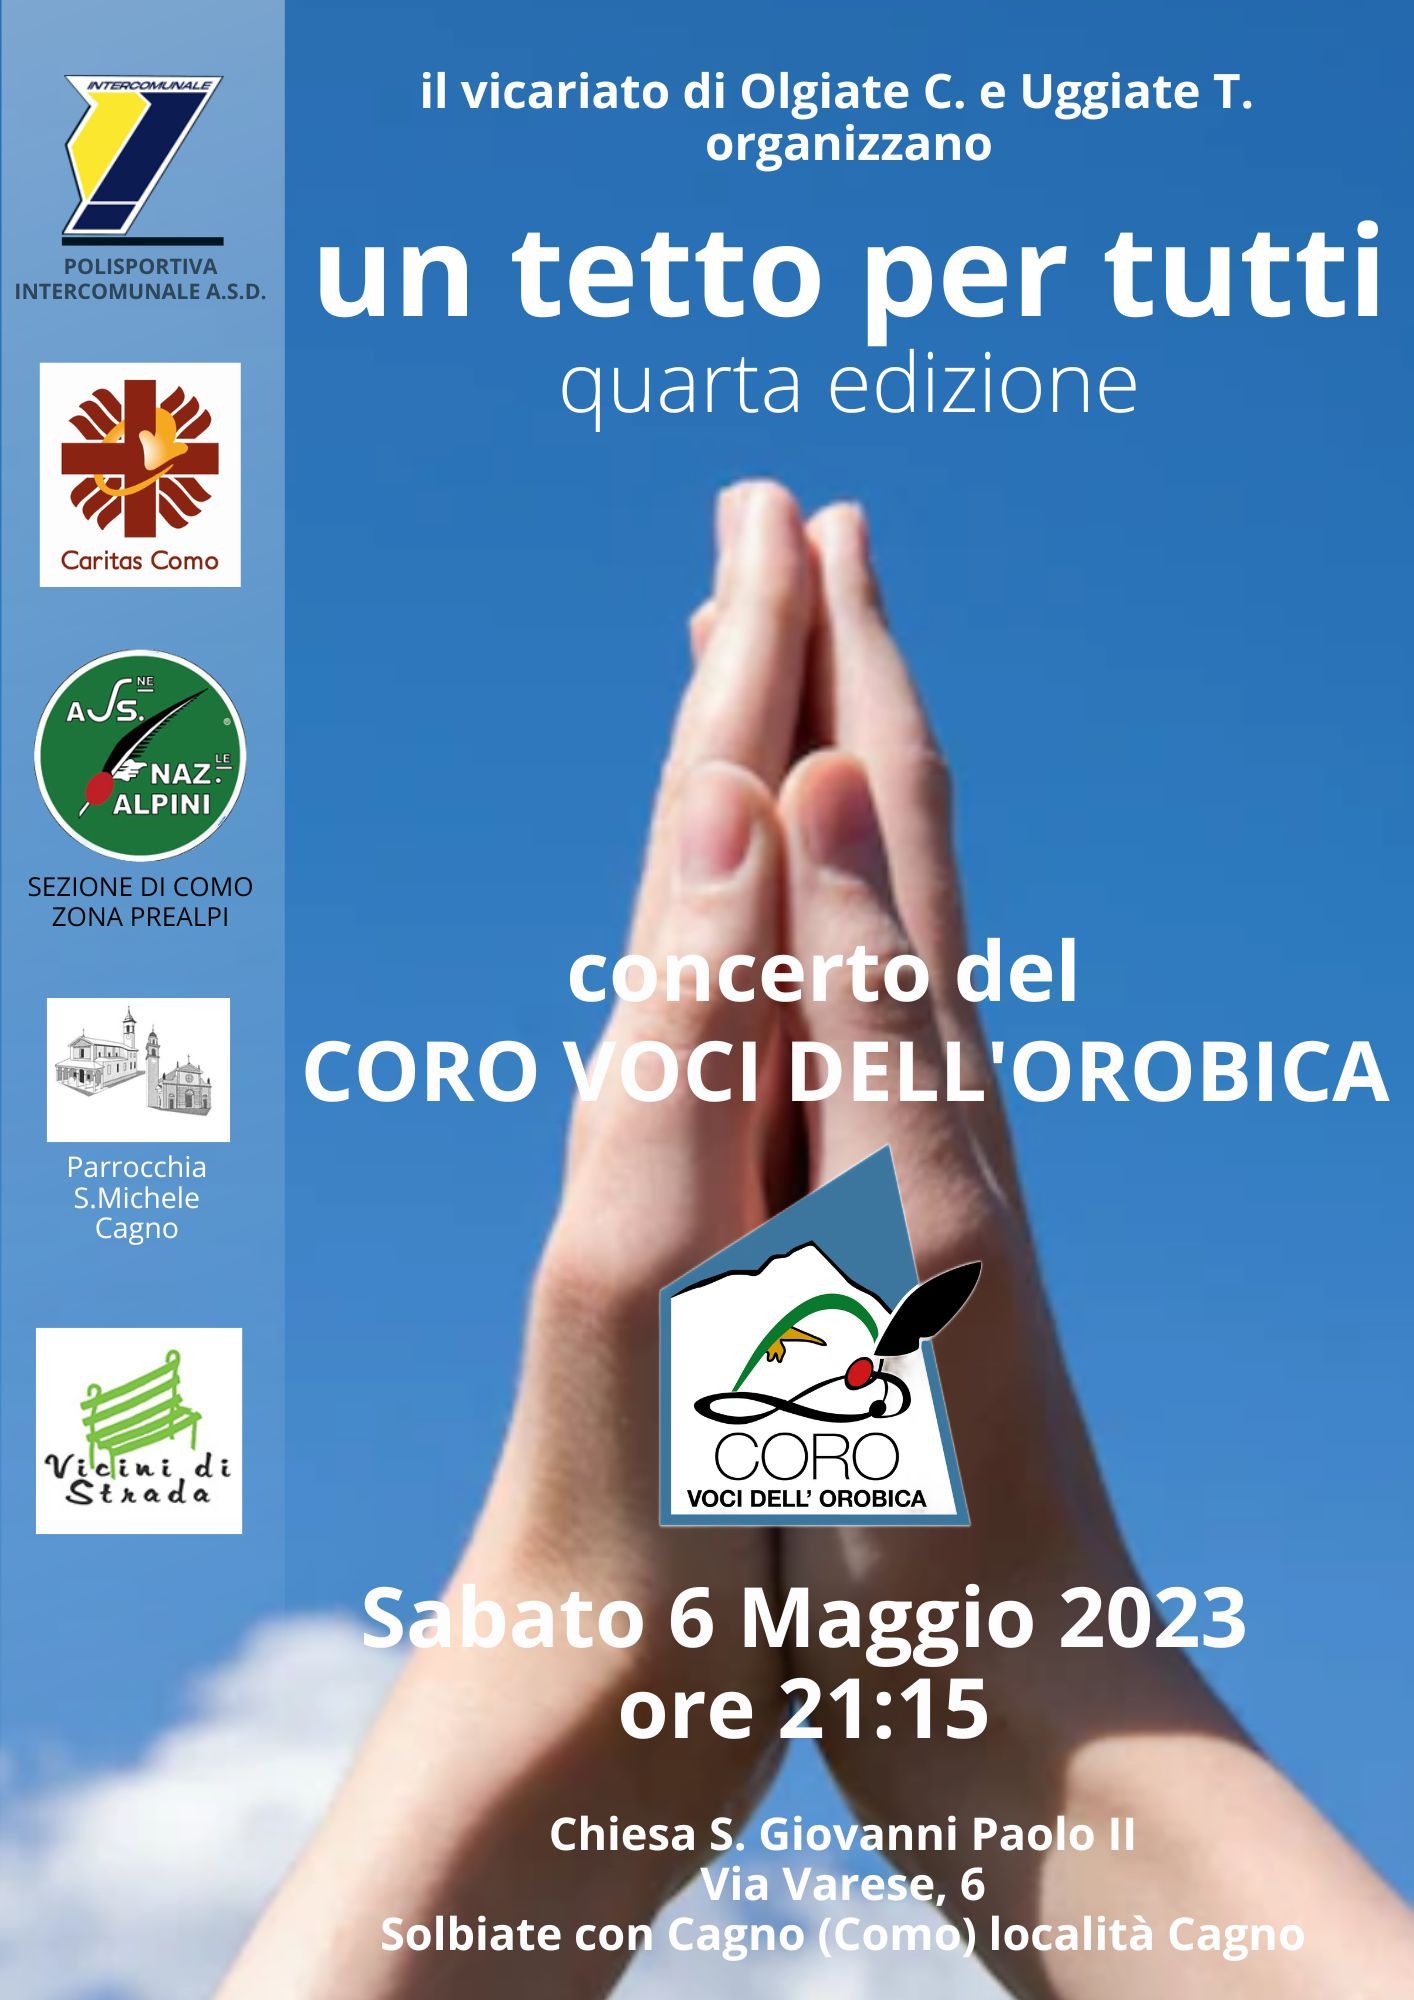 INTERCOMUNALE
POLISPORTIVA
INTERCOMUNALE A.S.D.
Caritas Como
ASS.NE
NAZ.LE
ALPINI
SEZIONE DI COMO
ZONA PREALPI
Parrocchia
S.Michele
Cagno
Vicini di
Strada
il vicariato di Olgiate C. e Uggiate T.
organizzano
un tetto per tutti
quarta edizione
concerto del
CORO VOCI DELL'OROBICA
CORO
VOCI DELL' OROBICA
Sabato 6 Maggio 2023
ore 21:15
Chiesa S. Giovanni Paolo II
Via Varese, 6
Solbiate con Cagno (Como) località Cagno